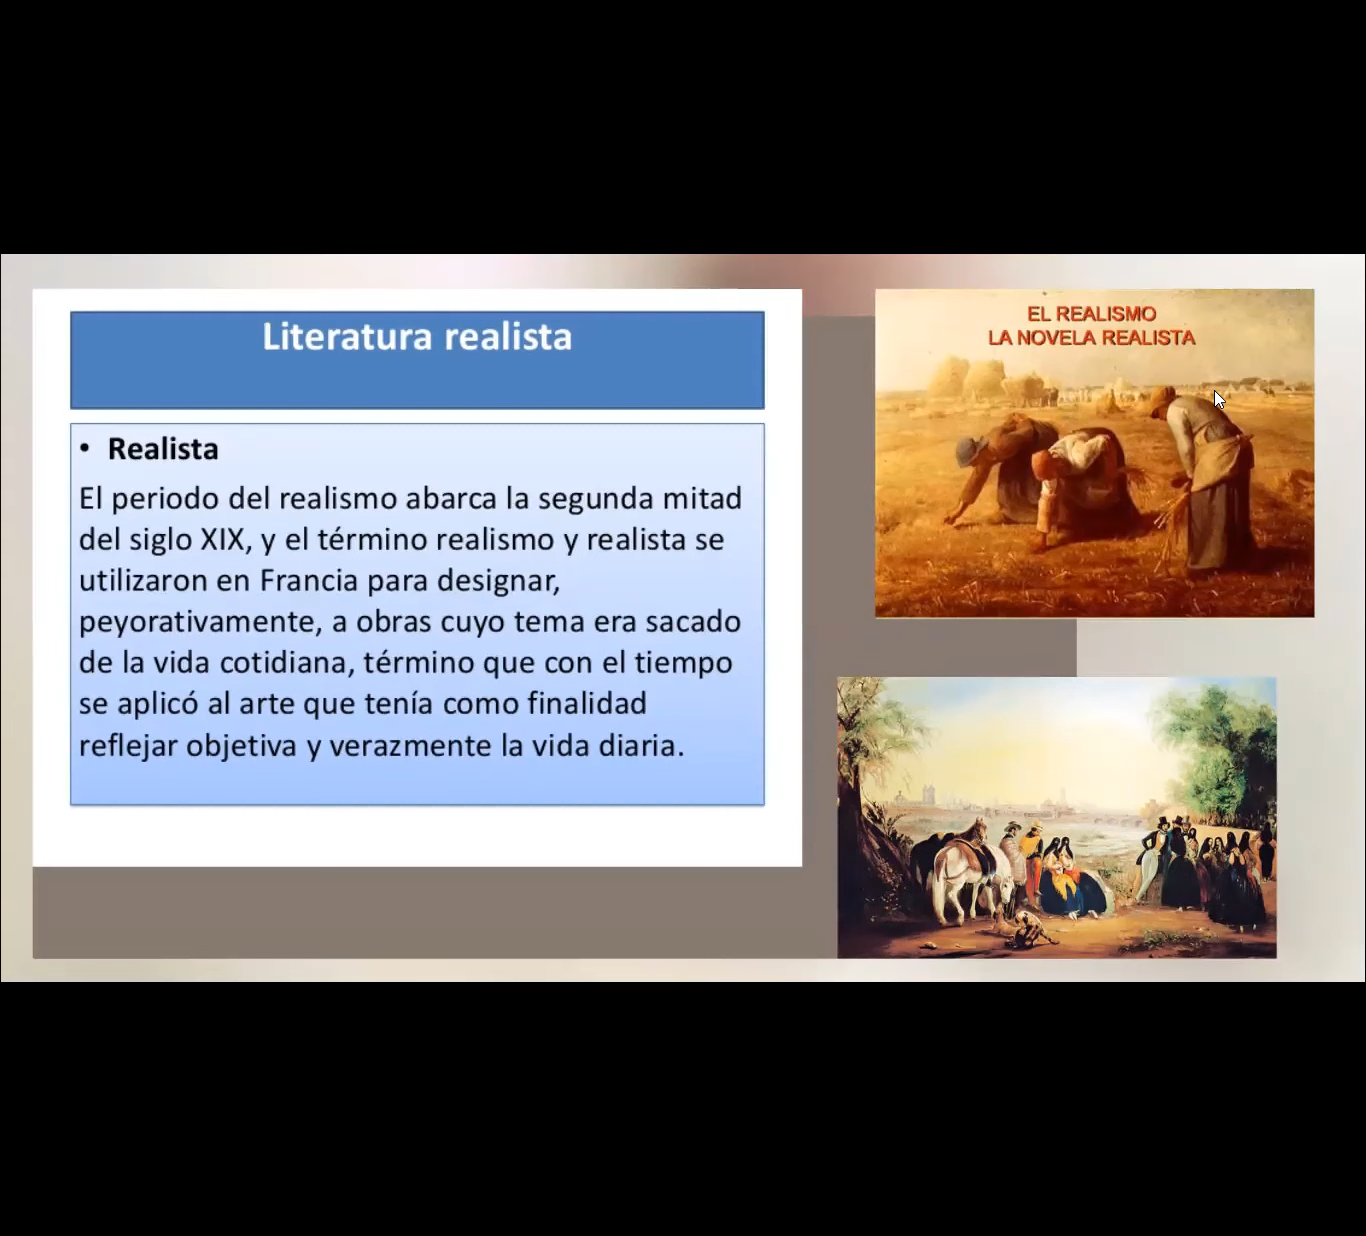 Literatura realista
• Realista
El periodo del realismo abarca la segunda mitad
del siglo XIX, y el término realismo y realista se
utilizaron en Francia para designar,
peyorativamente, a obras cuyo tema era sacado
de la vida cotidiana, término que con el tiempo
se aplicó al arte que tenía como finalidad
reflejar objetiva y verazmente la vida diaria.
EL REALISMO
LA NOVELA REALISTA